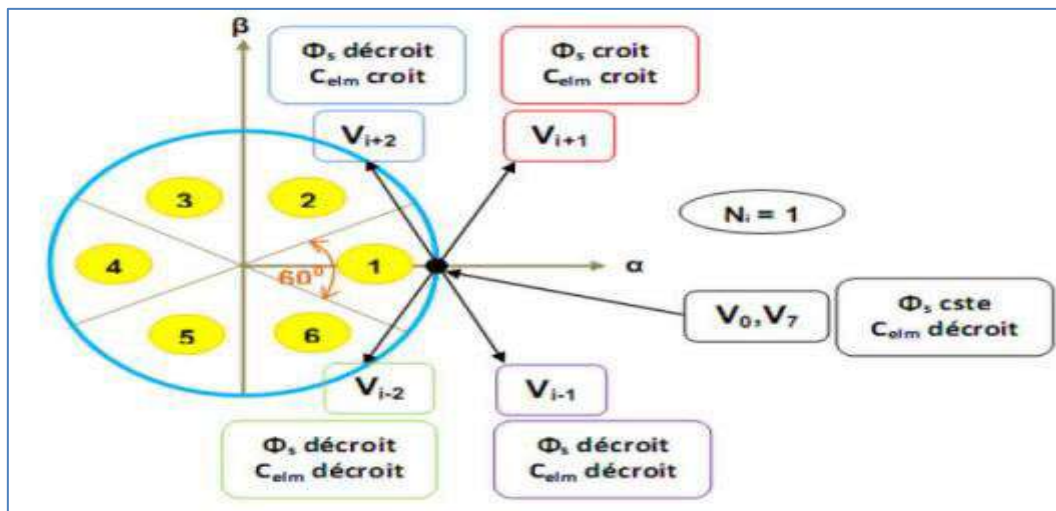 β
Φs décroit
Celm croit
Φs croit
Celm croit
Vi+2
Vi+1
3
2
Ni = 1
4
60⁰
1
α
5
6
V0,V7
Φs cste
Celm décroit
Vi-2
Vi-1
Φs décroit
Celm décroit
Φs décroit
Celm décroit